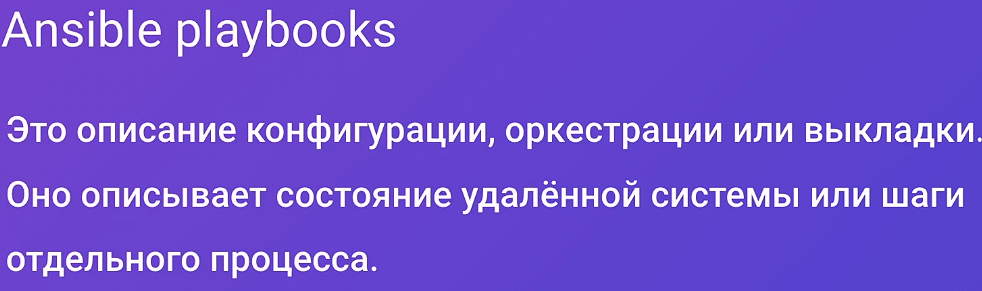 Ansible playbooks
Это описание конфигурации, оркестрации или выкладки.
Оно описывает состояние удалённой системы или шаги
отдельного процесса.